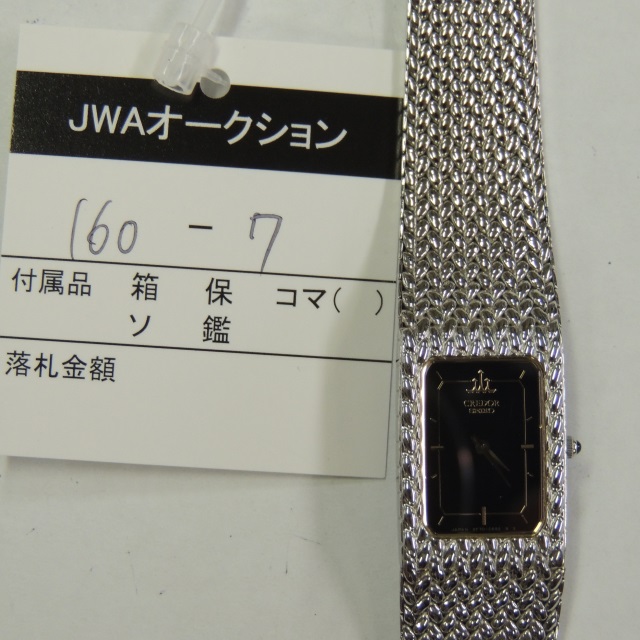 JWAオークション
160 - 7
付属品 箱 保 コマ( )
ソ 鑑
落札金額
CREDOR
SEIKO